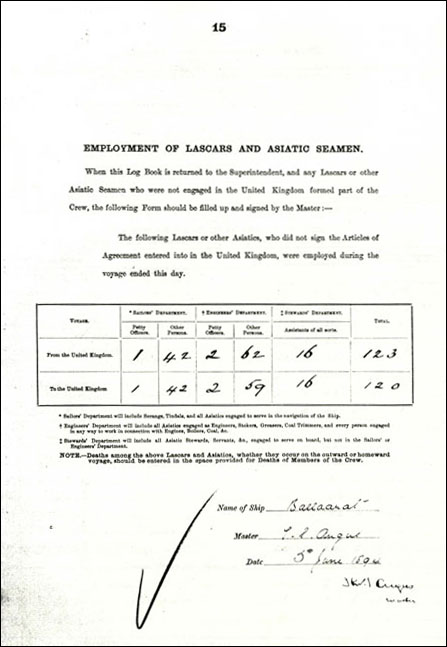 15
EMPLOYMENT OF LASCARS AND ASIATIC SEAMEN.
When this Log Book is returned to the Superintendent, and any Lascars or other
Asiatic Seamen who were not engaged in the United Kingdom formed part of the
Crew, the following Form should be filled up and signed by the Master:—
The following Lascars or other Asiatics, who did not sign the Articles of
Agreement entered into in the United Kingdom, were employed during the
voyage ended this day.
VOYAGE. * SAILORS' DEPARTMENT. † ENGINEERS' DEPARTMENT. ‡ STEWARDS' DEPARTMENT. TOTAL.
Petty Officers. Other Persons. Petty Officers. Other Persons. Assistants of all sorts.
From the United Kingdom. 1 42 2 62 16 123
To the United Kingdom 1 42 2 59 16 120
* Sailors' Department will include Serangs, Tindals, and all Asiatics engaged to serve in the navigation of the Ship.
† Engineers' Department will include all Asiatics engaged as Engineers, Stokers, Greasers, Coal Trimmers, and every person engaged
in any way to work in connection with Engines, Boilers, Coal, &c.
‡ Stewards' Department will include all Asiatic Stewards, Servants, &c., engaged to serve on board, but not in the Sailors' or
Engineers' Department.
NOTE.—Deaths among the above Lascars and Asiatics, whether they occur on the outward or homeward
voyage, should be entered in the space provided for Deaths of Members of the Crew.
Name of Ship Ballaarat
Master Angus
Date 5th June 1894
Angus